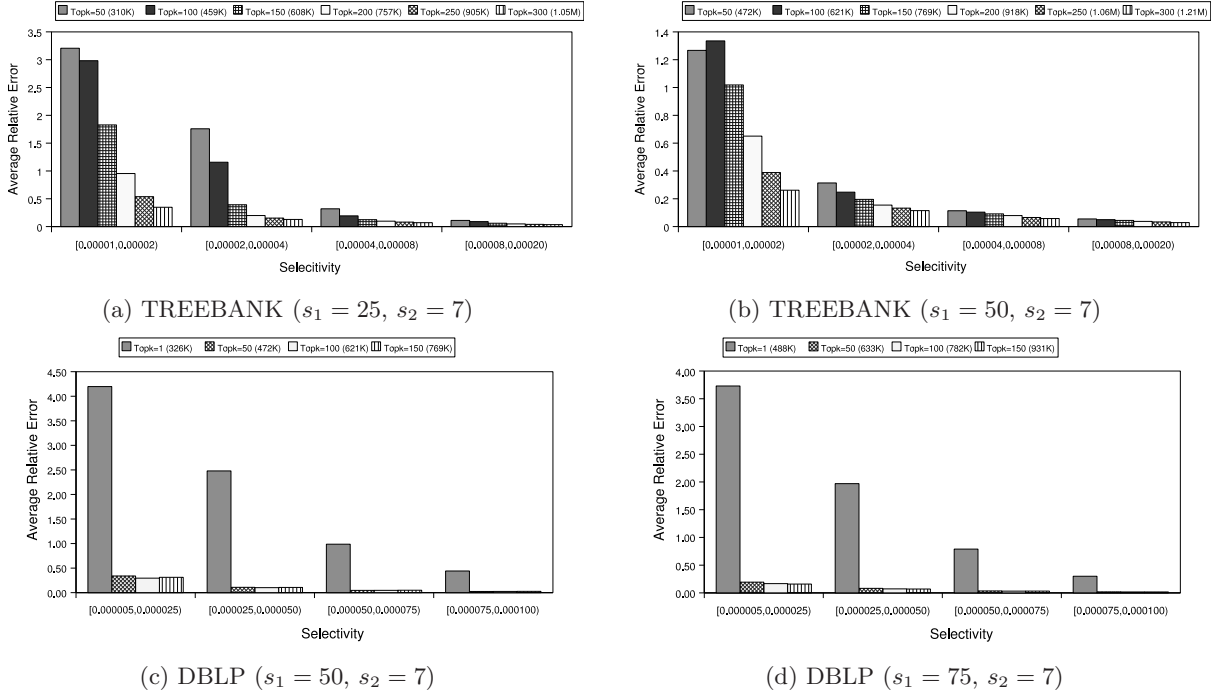 Topk=50 (310K) Topk=100 (459K) Topk=150 (608K) Topk=200 (757K) Topk=250 (905K) Topk=300 (1.05M)
3.5
3
2.5
2
1.5
1
0.5
0
Average Relative Error
[0.00001,0.00002) [0.00002,0.00004) [0.00004,0.00008) [0.00008,0.00020)
Selecitivity
(a) TREEBANK (s₁ = 25, s₂ = 7)
Topk=50 (472K) Topk=100 (621K) Topk=150 (769K) Topk=200 (918K) Topk=250 (1.06M) Topk=300 (1.21M)
1.4
1.2
1
0.8
0.6
0.4
0.2
0
Average Relative Error
[0.00001,0.00002) [0.00002,0.00004) [0.00004,0.00008) [0.00008,0.00020)
Selectivity
(b) TREEBANK (s₁ = 50, s₂ = 7)
Topk=1 (326K) Topk=50 (472K) Topk=100 (621K) Topk=150 (769K)
4.50
4.00
3.50
3.00
2.50
2.00
1.50
1.00
0.50
0.00
Average Relative Error
[0.000005,0.000025) [0.000025,0.000050) [0.000050,0.000075) [0.000075,0.000100)
Selectivity
(c) DBLP (s₁ = 50, s₂ = 7)
Topk=1 (488K) Topk=50 (633K) Topk=100 (782K) Topk=150 (931K)
4.00
3.50
3.00
2.50
2.00
1.50
1.00
0.50
0.00
Average Relative Error
[0.000005,0.000025) [0.000025,0.000050) [0.000050,0.000075) [0.000075,0.000100)
Selectivity
(d) DBLP (s₁ = 75, s₂ = 7)